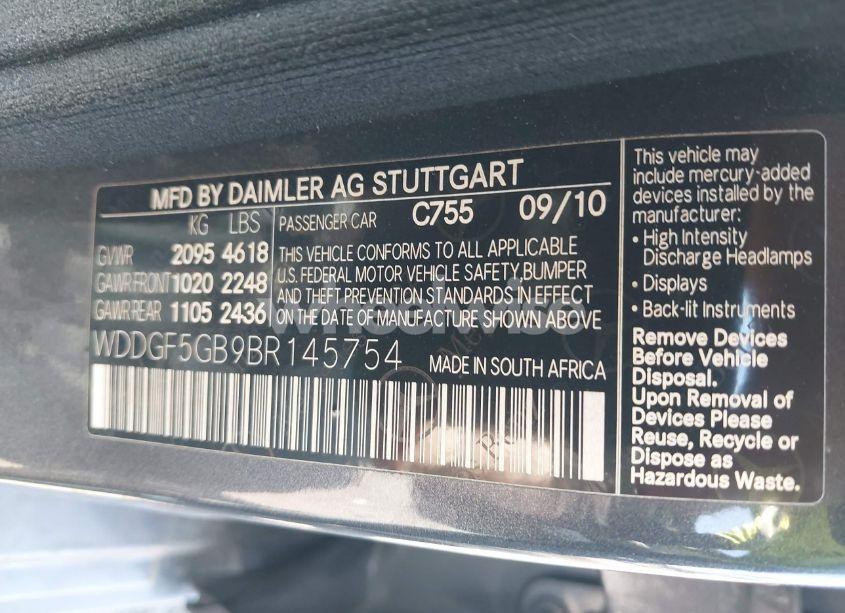 MFD BY DAIMLER AG STUTTGART
KG LBS
GVWR 2095 4618
GAWR FRONT 1020 2248
GAWR REAR 1105 2436
PASSENGER CAR C755 09/10
THIS VEHICLE CONFORMS TO ALL APPLICABLE
U.S. FEDERAL MOTOR VEHICLE SAFETY,BUMPER
AND THEFT PREVENTION STANDARDS IN EFFECT
ON THE DATE OF MANUFACTURE SHOWN ABOVE
WDDGF5GB9BR145754
MADE IN SOUTH AFRICA
This vehicle may
include mercury-added
devices installed by the
manufacturer:
• High Intensity
Discharge Headlamps
• Displays
• Back-lit Instruments
Remove Devices
Before Vehicle
Disposal.
Upon Removal of
Devices Please
Reuse, Recycle or
Dispose as
Hazardous Waste.